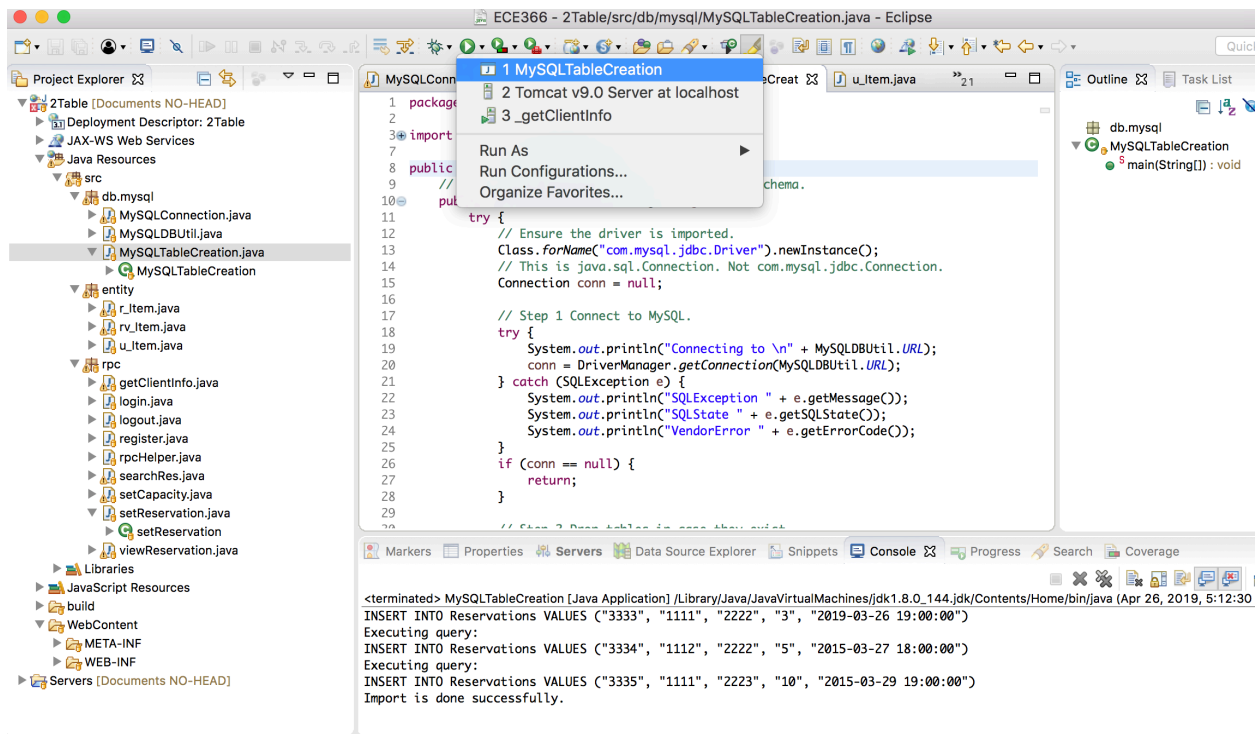 ECE366 - 2Table/src/db/mysql/MySQLTableCreation.java - Eclipse
Quic
Project Explorer
2Table [Documents NO-HEAD]
Deployment Descriptor: 2Table
JAX-WS Web Services
Java Resources
src
db.mysql
MySQLConnection.java
MySQLDBUtil.java
MySQLTableCreation.java
MySQLTableCreation
entity
r_Item.java
rv_Item.java
u_Item.java
rpc
getClientInfo.java
login.java
logout.java
register.java
rpcHelper.java
searchRes.java
setCapacity.java
setReservation.java
setReservation
viewReservation.java
Libraries
JavaScript Resources
build
WebContent
META-INF
WEB-INF
Servers [Documents NO-HEAD]
MySQLConn
eCreat
u_Item.java
»21
1 MySQLTableCreation
2 Tomcat v9.0 Server at localhost
3 _getClientInfo
Run As
Run Configurations...
Organize Favorites...
1 package
2
3 import
7
8 public
9 // chema.
10 pub
11 try {
12 // Ensure the driver is imported.
13 Class.forName("com.mysql.jdbc.Driver").newInstance();
14 // This is java.sql.Connection. Not com.mysql.jdbc.Connection.
15 Connection conn = null;
16
17 // Step 1 Connect to MySQL.
18 try {
19 System.out.println("Connecting to \n" + MySQLDBUtil.URL);
20 conn = DriverManager.getConnection(MySQLDBUtil.URL);
21 } catch (SQLException e) {
22 System.out.println("SQLException " + e.getMessage());
23 System.out.println("SQLState " + e.getSQLState());
24 System.out.println("VendorError " + e.getErrorCode());
25 }
26 if (conn == null) {
27 return;
28 }
29
Outline
Task List
db.mysql
MySQLTableCreation
main(String[]) : void
Markers
Properties
Servers
Data Source Explorer
Snippets
Console
Progress
Search
Coverage
<terminated> MySQLTableCreation [Java Application] /Library/Java/JavaVirtualMachines/jdk1.8.0_144.jdk/Contents/Home/bin/java (Apr 26, 2019, 5:12:30
INSERT INTO Reservations VALUES ("3333", "1111", "2222", "3", "2019-03-26 19:00:00")
Executing query:
INSERT INTO Reservations VALUES ("3334", "1112", "2222", "5", "2015-03-27 18:00:00")
Executing query:
INSERT INTO Reservations VALUES ("3335", "1111", "2223", "10", "2015-03-29 19:00:00")
Import is done successfully.